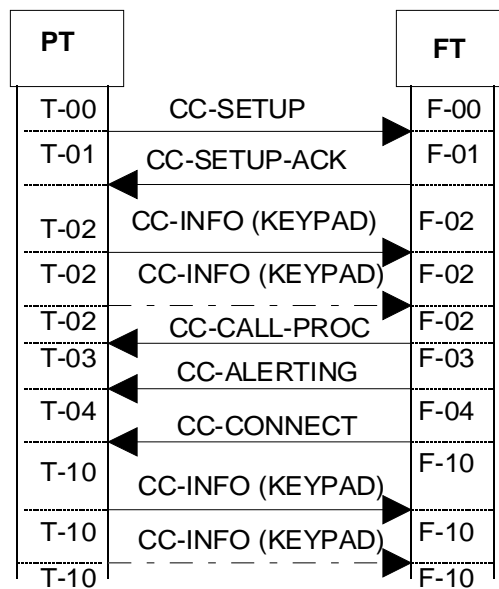 PT
FT
T-00 CC-SETUP F-00
T-01 CC-SETUP-ACK F-01
T-02 CC-INFO (KEYPAD) F-02
T-02 CC-INFO (KEYPAD) F-02
T-02 CC-CALL-PROC F-02
T-03 CC-ALERTING F-03
T-04 CC-CONNECT F-04
T-10 CC-INFO (KEYPAD) F-10
T-10 CC-INFO (KEYPAD) F-10
T-10 F-10